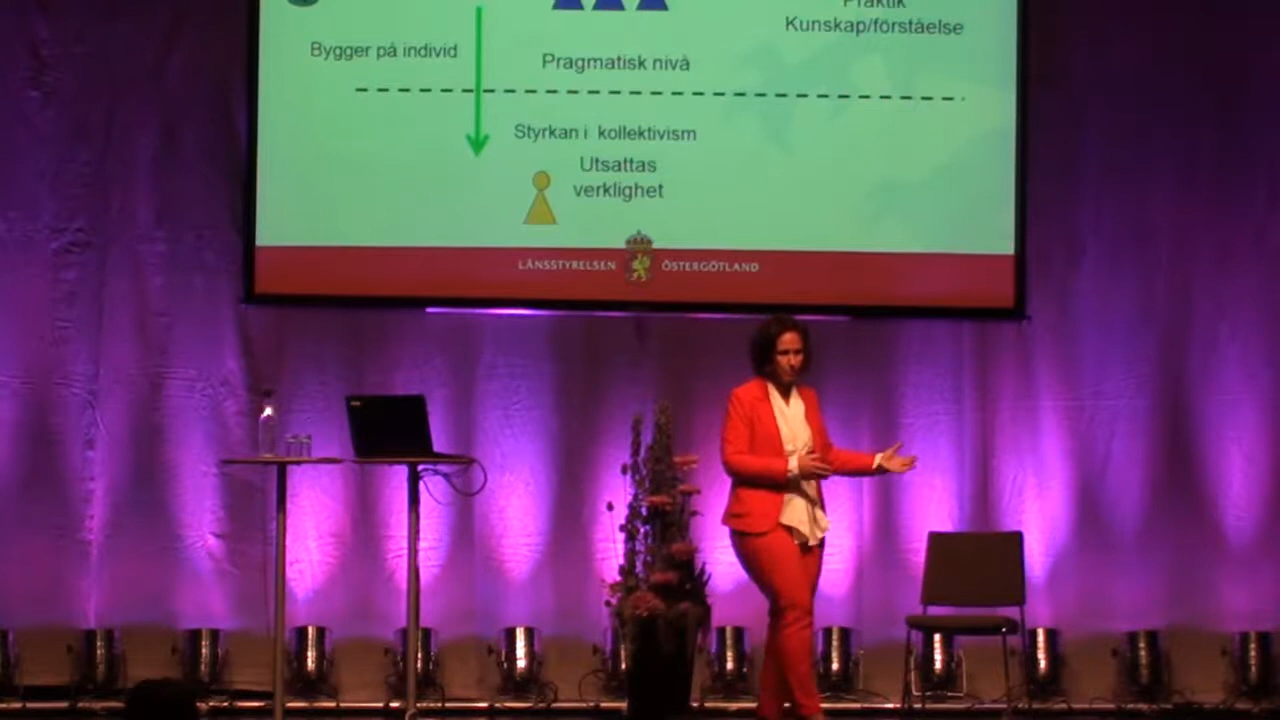 Praktik
Kunskap/förståelse
Bygger på individ
Pragmatisk nivå
Styrkan i kollektivism
Utsattas
verklighet
LÄNSSTYRELSEN ÖSTERGÖTLAND